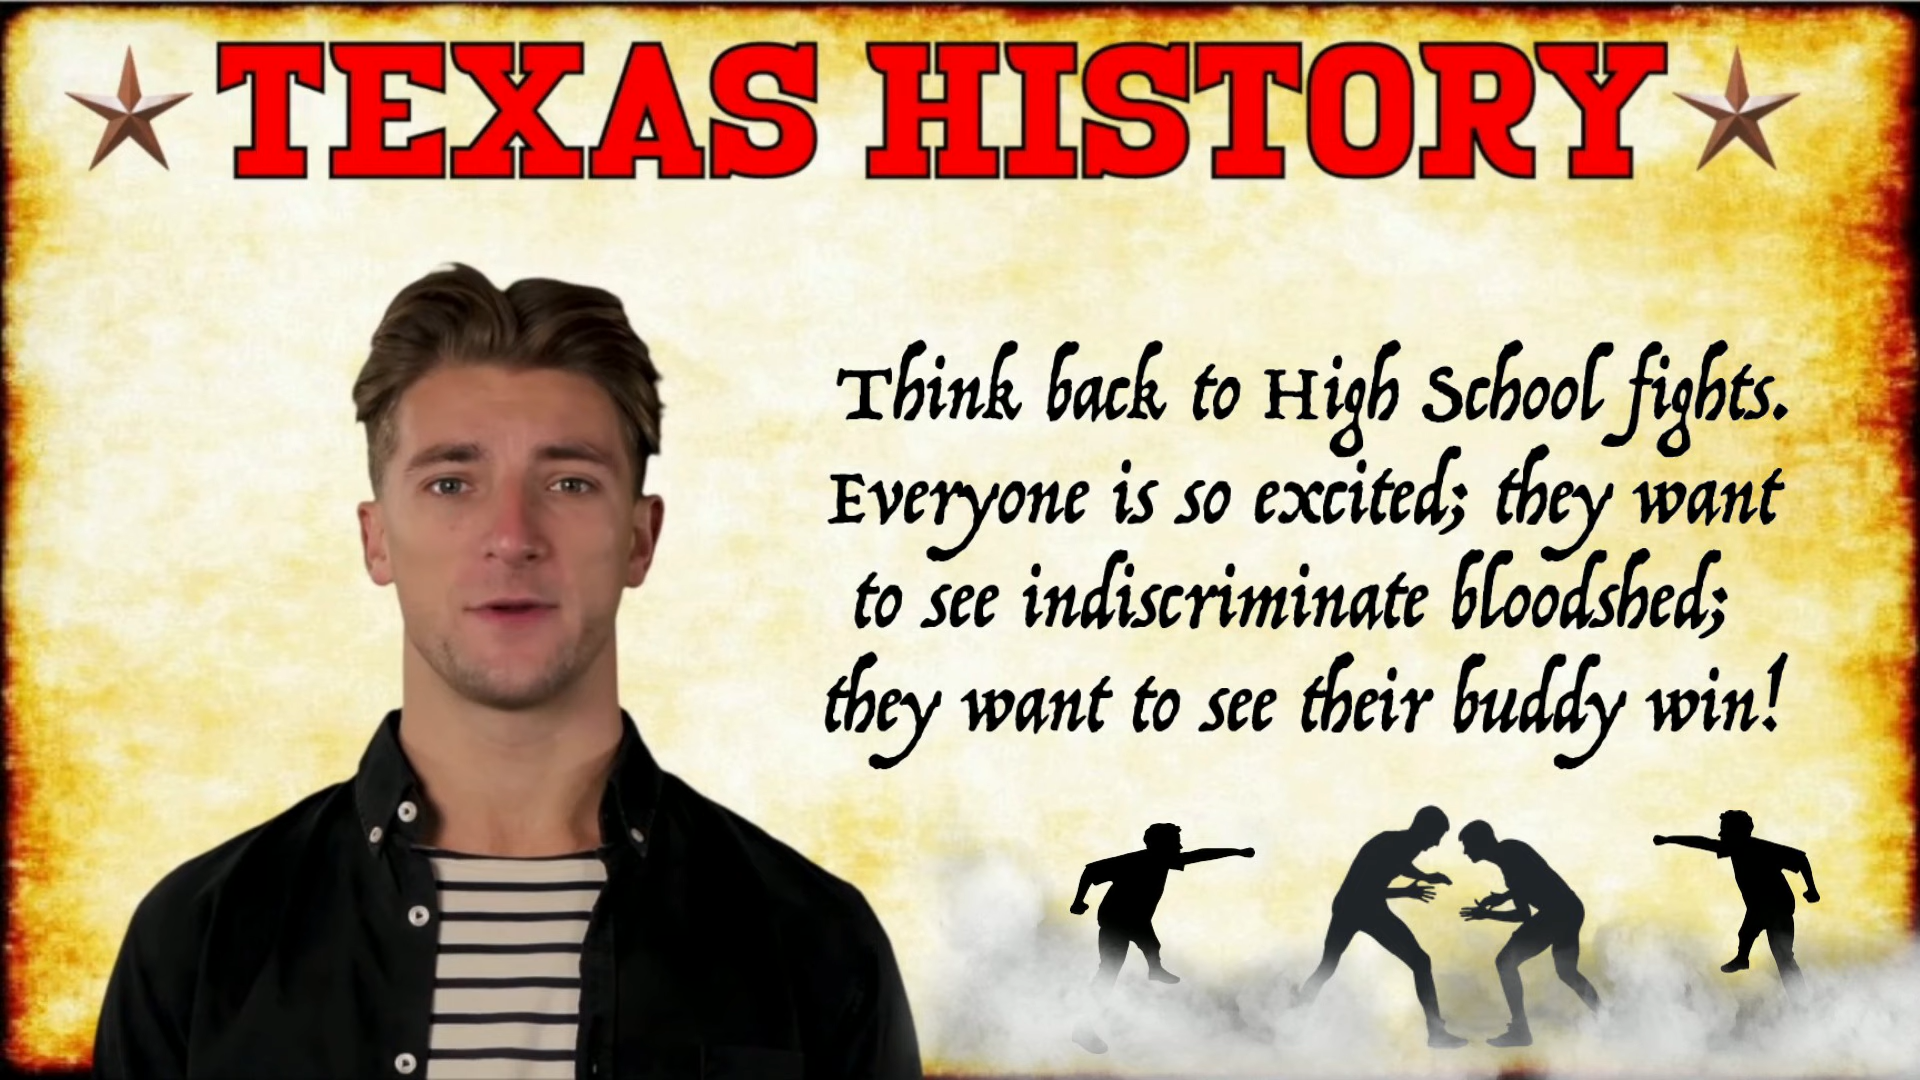 TEXAS HISTORY
Think back to High School fights.
Everyone is so excited; they want
to see indiscriminate bloodshed;
they want to see their buddy win!